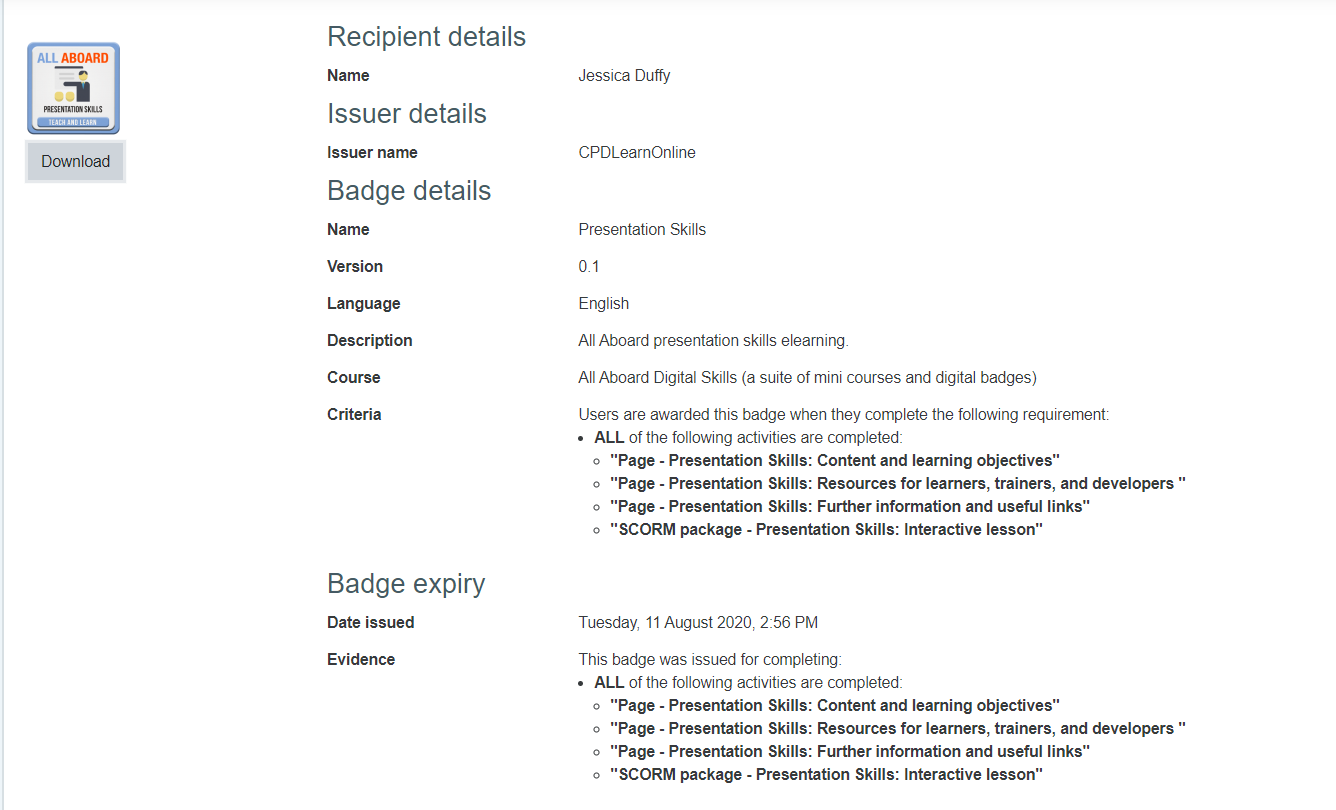 ALL ABOARD
PRESENTATION SKILLS
TEACH AND LEARN
Download
Recipient details
Name Jessica Duffy
Issuer details
Issuer name CPDLearnOnline
Badge details
Name Presentation Skills
Version 0.1
Language English
Description All Aboard presentation skills elearning.
Course All Aboard Digital Skills (a suite of mini courses and digital badges)
Criteria Users are awarded this badge when they complete the following requirement:
• ALL of the following activities are completed:
◦ "Page - Presentation Skills: Content and learning objectives"
◦ "Page - Presentation Skills: Resources for learners, trainers, and developers "
◦ "Page - Presentation Skills: Further information and useful links"
◦ "SCORM package - Presentation Skills: Interactive lesson"
Badge expiry
Date issued Tuesday, 11 August 2020, 2:56 PM
Evidence This badge was issued for completing:
• ALL of the following activities are completed:
◦ "Page - Presentation Skills: Content and learning objectives"
◦ "Page - Presentation Skills: Resources for learners, trainers, and developers "
◦ "Page - Presentation Skills: Further information and useful links"
◦ "SCORM package - Presentation Skills: Interactive lesson"